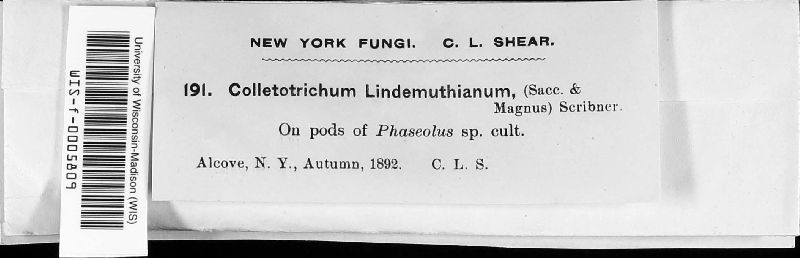 NEW YORK FUNGI. C. L. SHEAR.
191. Colletotrichum Lindemuthianum, (Sacc. &
Magnus) Scribner.
On pods of Phaseolus sp. cult.
Alcove, N. Y., Autumn, 1892. C. L. S.
University of Wisconsin-Madison (WIS)
WIS-f-0005809